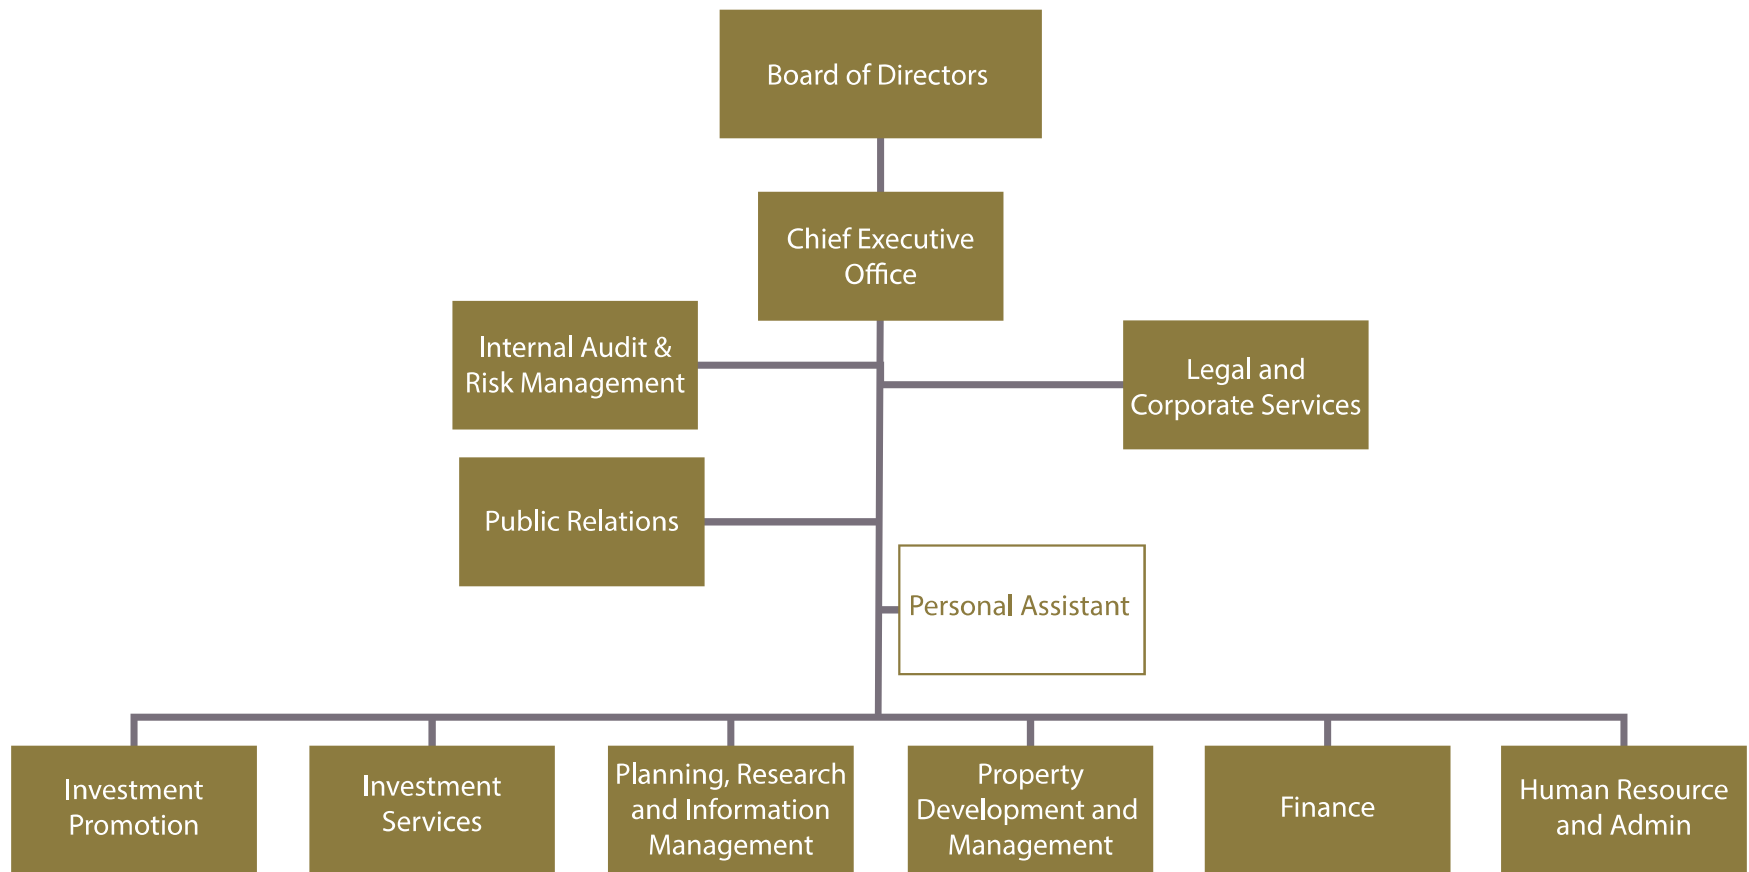 Board of Directors
Chief Executive
Office
Internal Audit &
Risk Management
Legal and
Corporate Services
Public Relations
Personal Assistant
Investment
Promotion
Investment
Services
Planning, Research
and Information
Management
Property
Development and
Management
Finance
Human Resource
and Admin